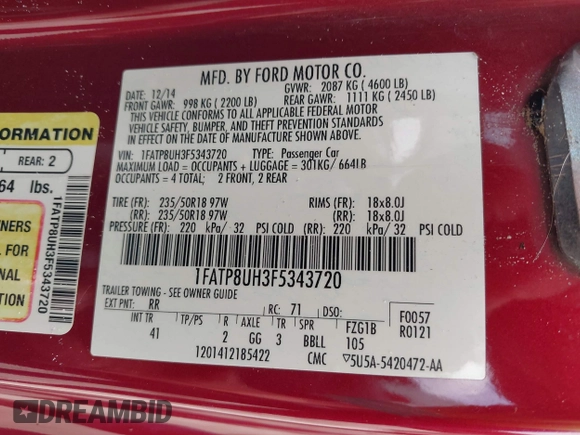 MFD. BY FORD MOTOR CO.
12/14 GVWR: 2087 KG ( 4600 LB)
FRONT GAWR: 998 KG ( 2200 LB) REAR GAWR: 1111 KG ( 2450 LB)
THIS VEHICLE CONFORMS TO ALL APPLICABLE FEDERAL MOTOR
VEHICLE SAFETY, BUMPER, AND THEFT PREVENTION STANDARDS
IN EFFECT ON THE DATE OF MANUFACTURE SHOWN ABOVE.
VIN: 1FATP8UH3F5343720 TYPE: Passenger Car
MAXIMUM LOAD = OCCUPANTS + LUGGAGE = 301KG/ 664LB
OCCUPANTS = 4 TOTAL; 2 FRONT, 2 REAR
TIRE (FR): 235/50R18 97W RIMS (FR): 18x8.0J
(RR): 235/50R18 97W (RR): 18x8.0J
PRESSURE (FR): 220 kPa/ 32 PSI COLD (RR): 220 kPa/ 32 PSI COLD
1FATP8UH3F5343720
TRAILER TOWING - SEE OWNER GUIDE
EXT PNT: RR RC: 71 DSO: F0057
INT TR TP/PS R AXLE TR SPR FZG1B R0121
41 2 GG 3 BBLL 105
1201412185422 CMC 5U5A-5420472-AA
FORMATION
REAR: 2
64 lbs.
WNERS
L FOR
ONAL
1FATP8UH3F5343720
DREAMBID